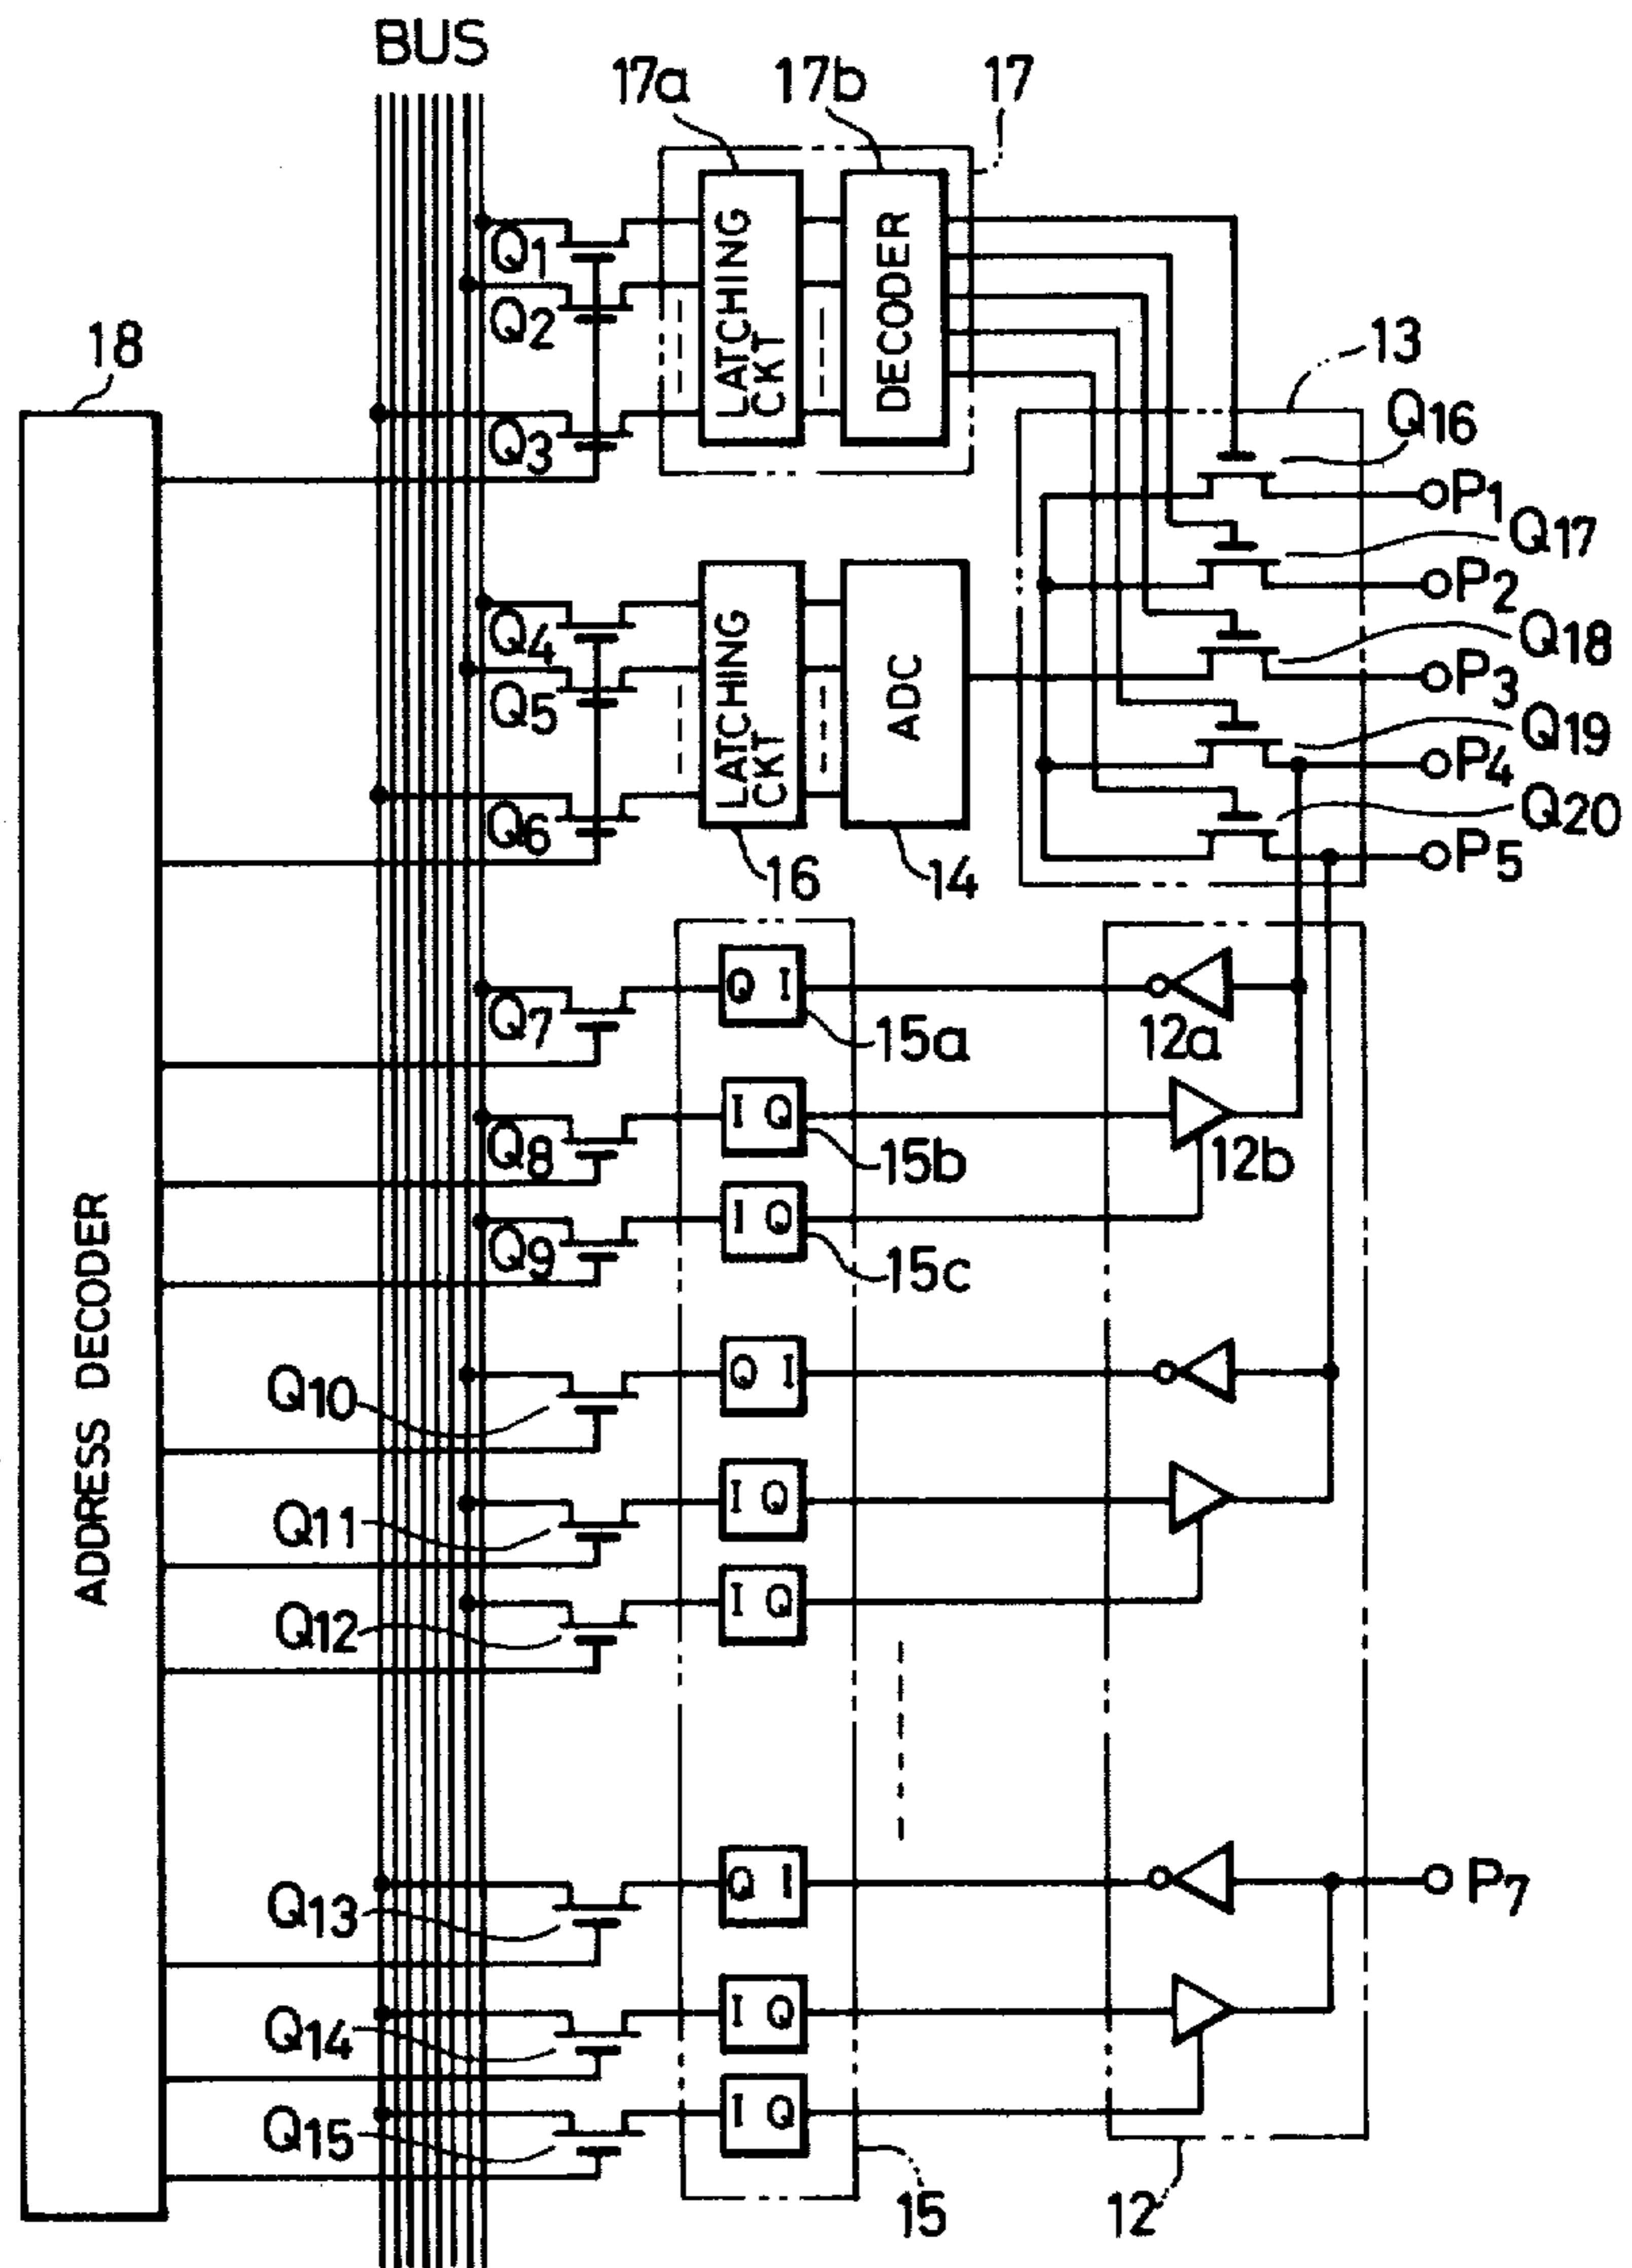 BUS
17a
17b
17
LATCHING
CKT
DECODER
Q1
Q2
Q3
18
13
Q16
P1
Q17
P2
Q18
P3
Q19
P4
Q20
P5
Q4
Q5
Q6
LATCHING
CKT
ADC
16
14
Q7
Q I
15a
12a
Q8
I Q
15b
12b
Q9
I Q
15c
ADDRESS DECODER
Q10
Q I
Q11
I Q
Q12
I Q
Q13
Q I
P7
Q14
I Q
Q15
I Q
15
12